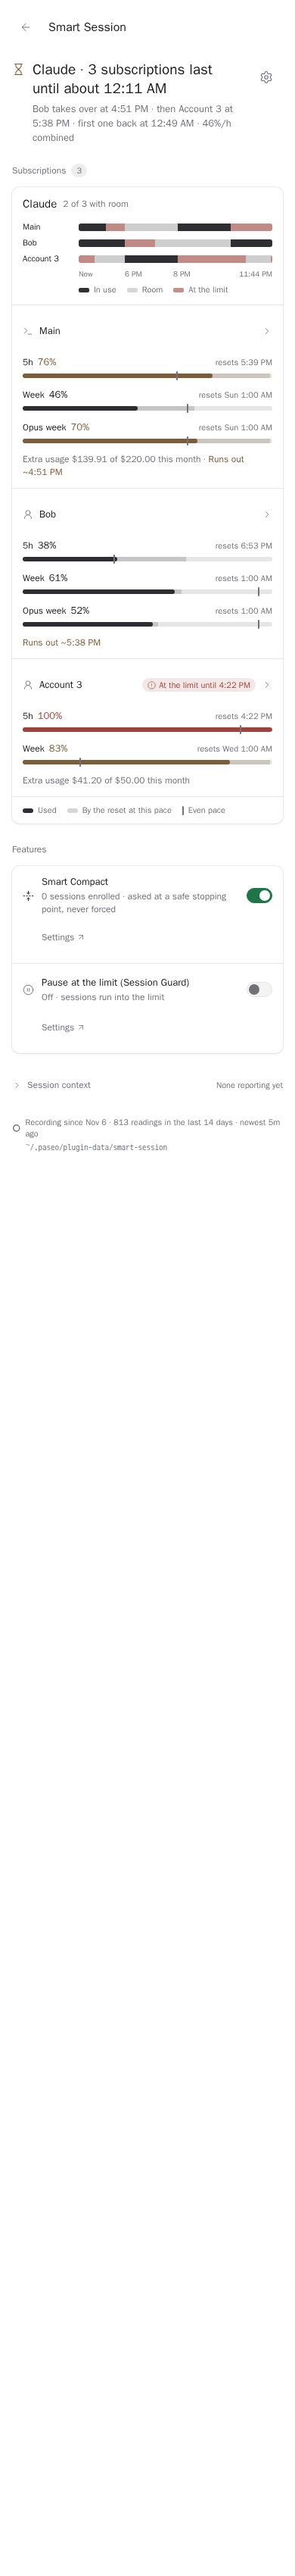 Smart Session
Claude · 3 subscriptions last
until about 12:11 AM
Bob takes over at 4:51 PM · then Account 3 at
5:38 PM · first one back at 12:49 AM · 46%/h
combined
Subscriptions 3
Claude 2 of 3 with room
Main
Bob
Account 3
Now 6 PM 8 PM 11:44 PM
In use Room At the limit
Main
5h 76% resets 5:39 PM
Week 46% resets Sun 1:00 AM
Opus week 70% resets Sun 1:00 AM
Extra usage $139.91 of $220.00 this month · Runs out
~4:51 PM
Bob
5h 38% resets 6:53 PM
Week 61% resets 1:00 AM
Opus week 52% resets 1:00 AM
Runs out ~5:38 PM
Account 3 At the limit until 4:22 PM
5h 100% resets 4:22 PM
Week 83% resets Wed 1:00 AM
Extra usage $41.20 of $50.00 this month
Used By the reset at this pace Even pace
Features
Smart Compact
0 sessions enrolled · asked at a safe stopping
point, never forced
Settings
Pause at the limit (Session Guard)
Off · sessions run into the limit
Settings
Session context None reporting yet
Recording since Nov 6 · 813 readings in the last 14 days · newest 5m
ago
~/.paseo/plugin-data/smart-session